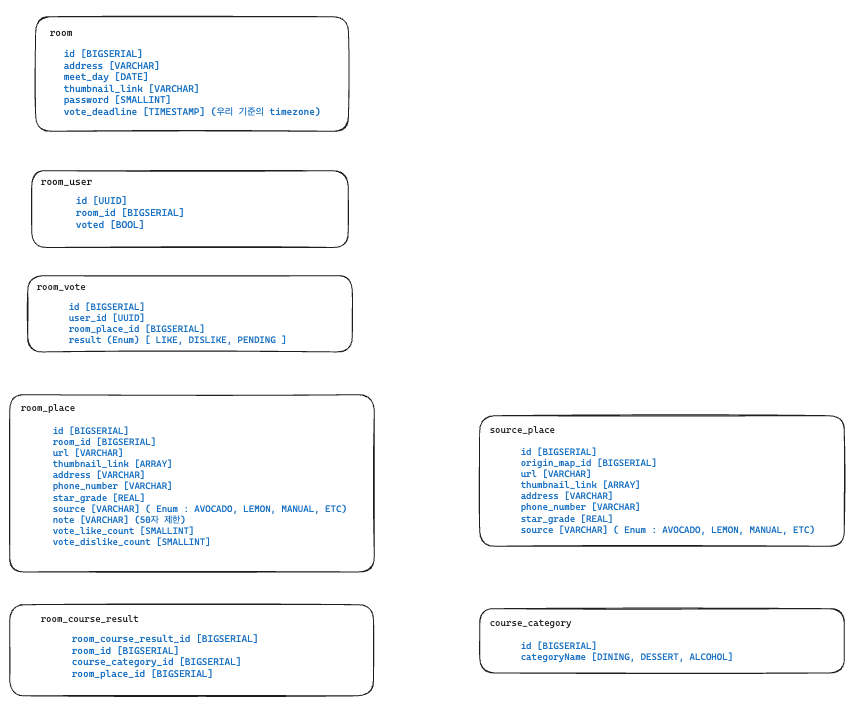 room
id [BIGSERIAL]
address [VARCHAR]
meet_day [DATE]
thumbnail_link [VARCHAR]
password [SMALLINT]
vote_deadline [TIMESTAMP] (우리 기준의 timezone)
room_user
id [UUID]
room_id [BIGSERIAL]
voted [BOOL]
room_vote
id [BIGSERIAL]
user_id [UUID]
room_place_id [BIGSERIAL]
result (Enum) [ LIKE, DISLIKE, PENDING ]
room_place
id [BIGSERIAL]
room_id [BIGSERIAL]
url [VARCHAR]
thumbnail_link [ARRAY]
address [VARCHAR]
phone_number [VARCHAR]
star_grade [REAL]
source [VARCHAR] ( Enum : AVOCADO, LEMON, MANUAL, ETC)
note [VARCHAR] (50자 제한)
vote_like_count [SMALLINT]
vote_dislike_count [SMALLINT]
source_place
id [BIGSERIAL]
origin_map_id [BIGSERIAL]
url [VARCHAR]
thumbnail_link [ARRAY]
address [VARCHAR]
phone_number [VARCHAR]
star_grade [REAL]
source [VARCHAR] ( Enum : AVOCADO, LEMON, MANUAL, ETC)
room_course_result
room_course_result_id [BIGSERIAL]
room_id [BIGSERIAL]
course_category_id [BIGSERIAL]
room_place_id [BIGSERIAL]
course_category
id [BIGSERIAL]
categoryName [DINING, DESSERT, ALCOHOL]